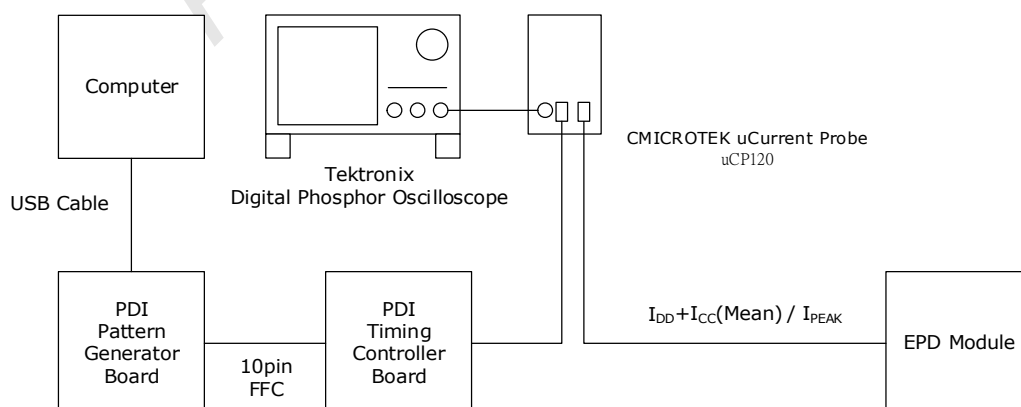 Computer
USB Cable
Tektronix
Digital Phosphor Oscilloscope
CMICROTEK uCurrent Probe
uCP120
PDI
Pattern
Generator
Board
10pin
FFC
PDI
Timing
Controller
Board
IDD+ICC(Mean) / IPEAK
EPD Module